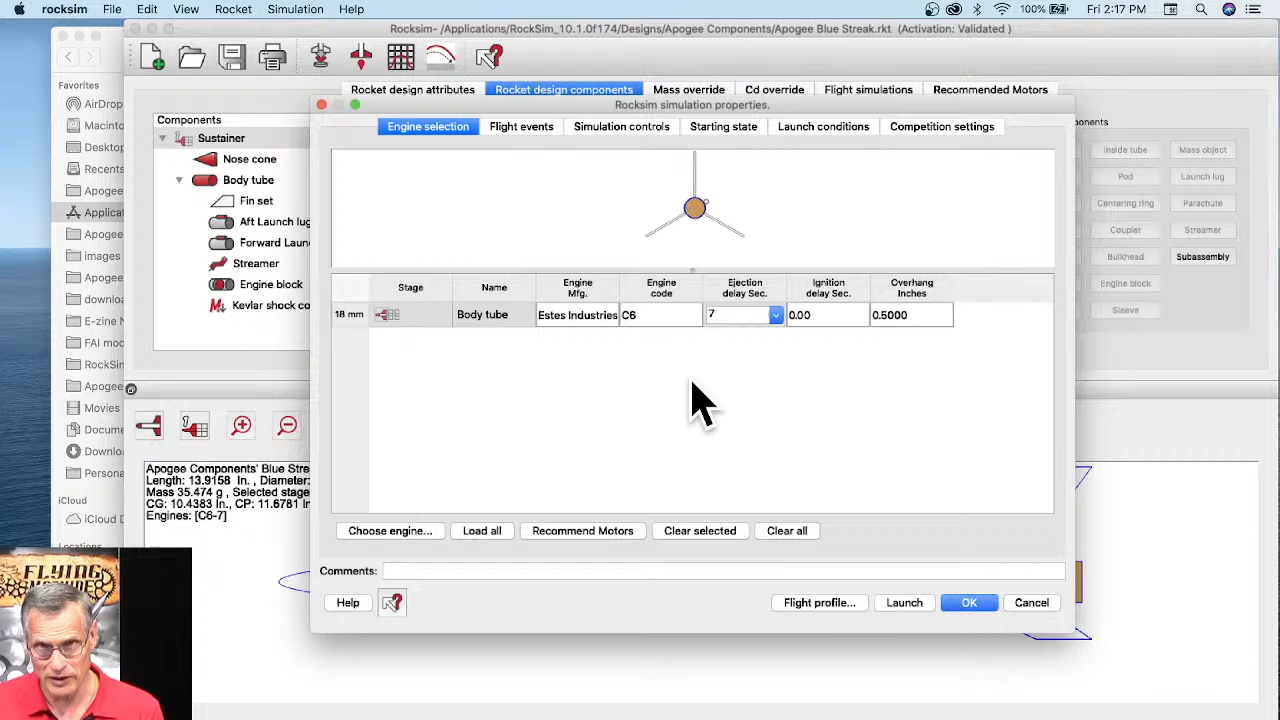 rocksim File Edit View Rocket Simulation Help 100% Fri 2:17 PM
Rocksim- /Applications/RockSim_10.1.0f174/Designs/Apogee Components/Apogee Blue Streak.rkt (Activation: Validated )
Rocket design attributes Rocket design components Mass override Cd override Flight simulations Recommended Motors
Favorites
AirDrop
Macinto
Desktop
Recents
Apogee
Applicat
Apogee
images
Apogee
downlo
E-zine
FAI mo
RockSim
Apogee
Movies
Docume
Downlo
Persona
iCloud
iCloud D
Locations
Components
Sustainer
Nose cone
Body tube
Fin set
Aft Launch lug
Forward Laun
Streamer
Engine block
Kevlar shock co
Rocksim simulation properties.
Engine selection Flight events Simulation controls Starting state Launch conditions Competition settings
Stage Name Engine Mfg. Engine code Ejection delay Sec. Ignition delay Sec. Overhang Inches
18 mm Body tube Estes Industries C6 7 0.00 0.5000
Choose engine... Load all Recommend Motors Clear selected Clear all
Comments:
Help Flight profile... Launch OK Cancel
onents
Inside tube Mass object
Pod Launch lug
Centering ring Parachute
Coupler Streamer
Bulkhead Subassembly
Engine block
Sleeve
Apogee Components' Blue Stre
Length: 13.9158 In. , Diameter:
Mass 35.474 g , Selected stage
CG: 10.4383 In., CP: 11.6781 In
Engines: [C6-7]
FLYING
MACHINE